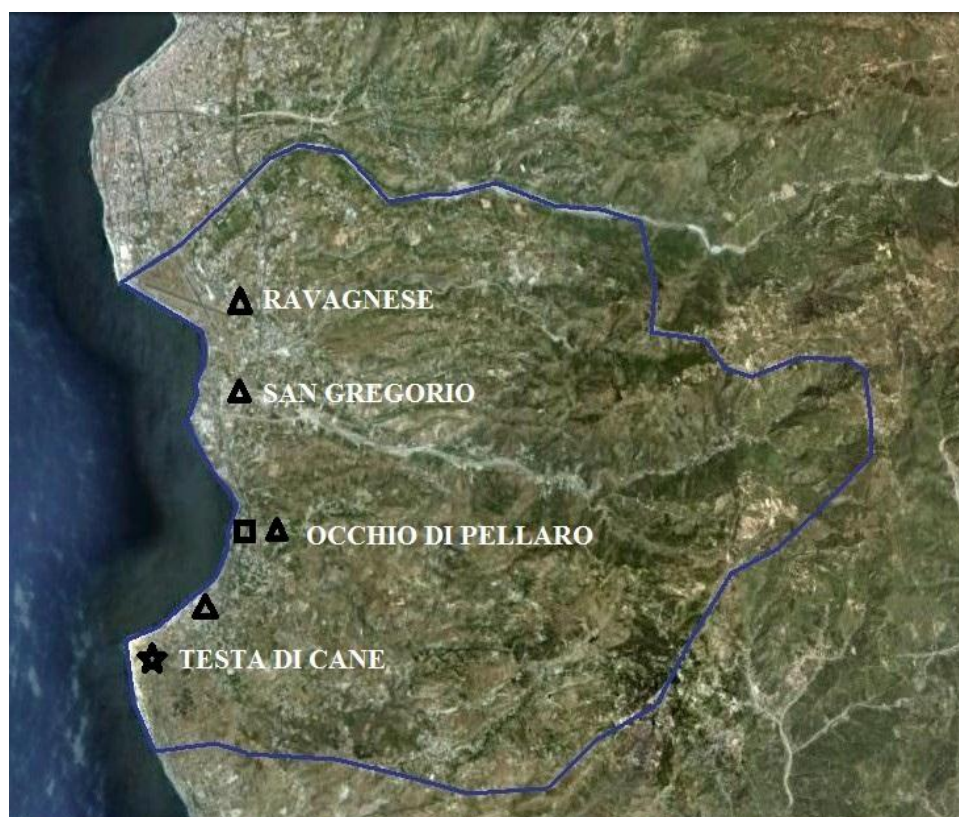 RAVAGNESE
SAN GREGORIO
OCCHIO DI PELLARO
TESTA DI CANE